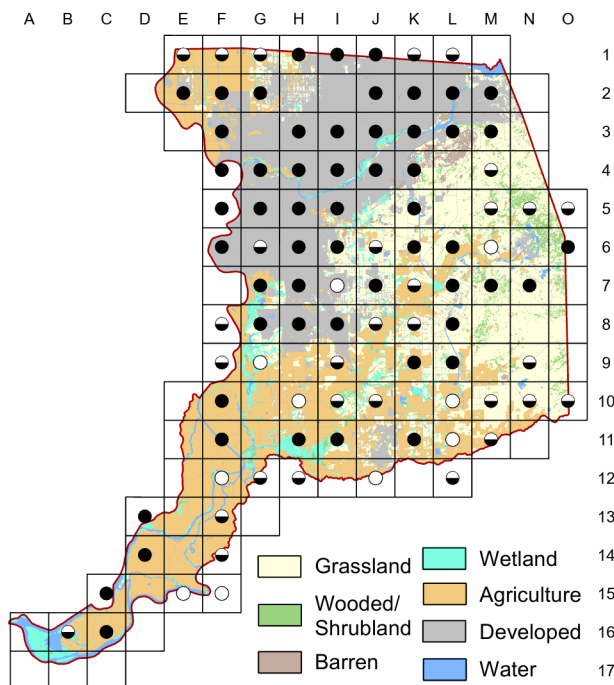 A B C D E F G H I J K L M N O
1
2
3
4
5
6
7
8
9
10
11
12
13
14
15
16
17
Grassland
Wooded/
Shrubland
Barren
Wetland
Agriculture
Developed
Water